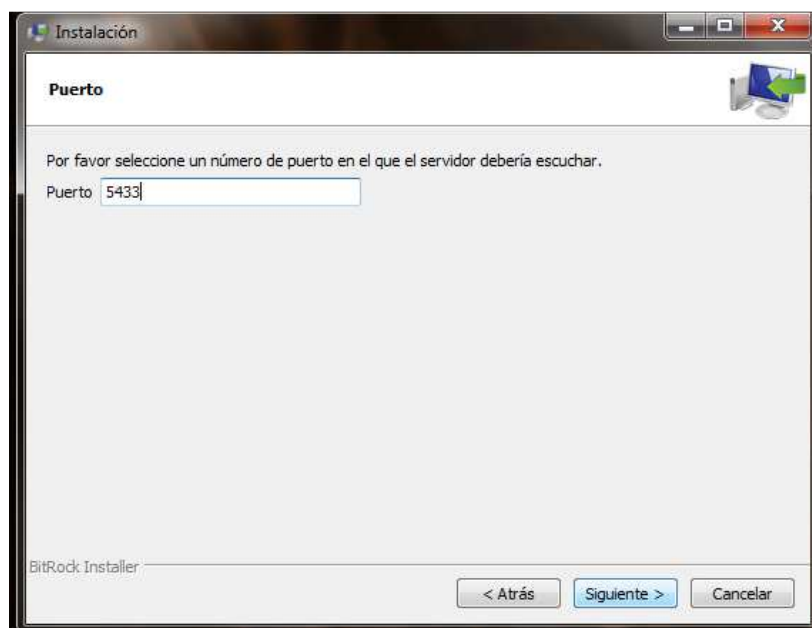 Instalación
Puerto
Por favor seleccione un número de puerto en el que el servidor debería escuchar.
Puerto 5433
BitRock Installer
< Atrás Siguiente > Cancelar